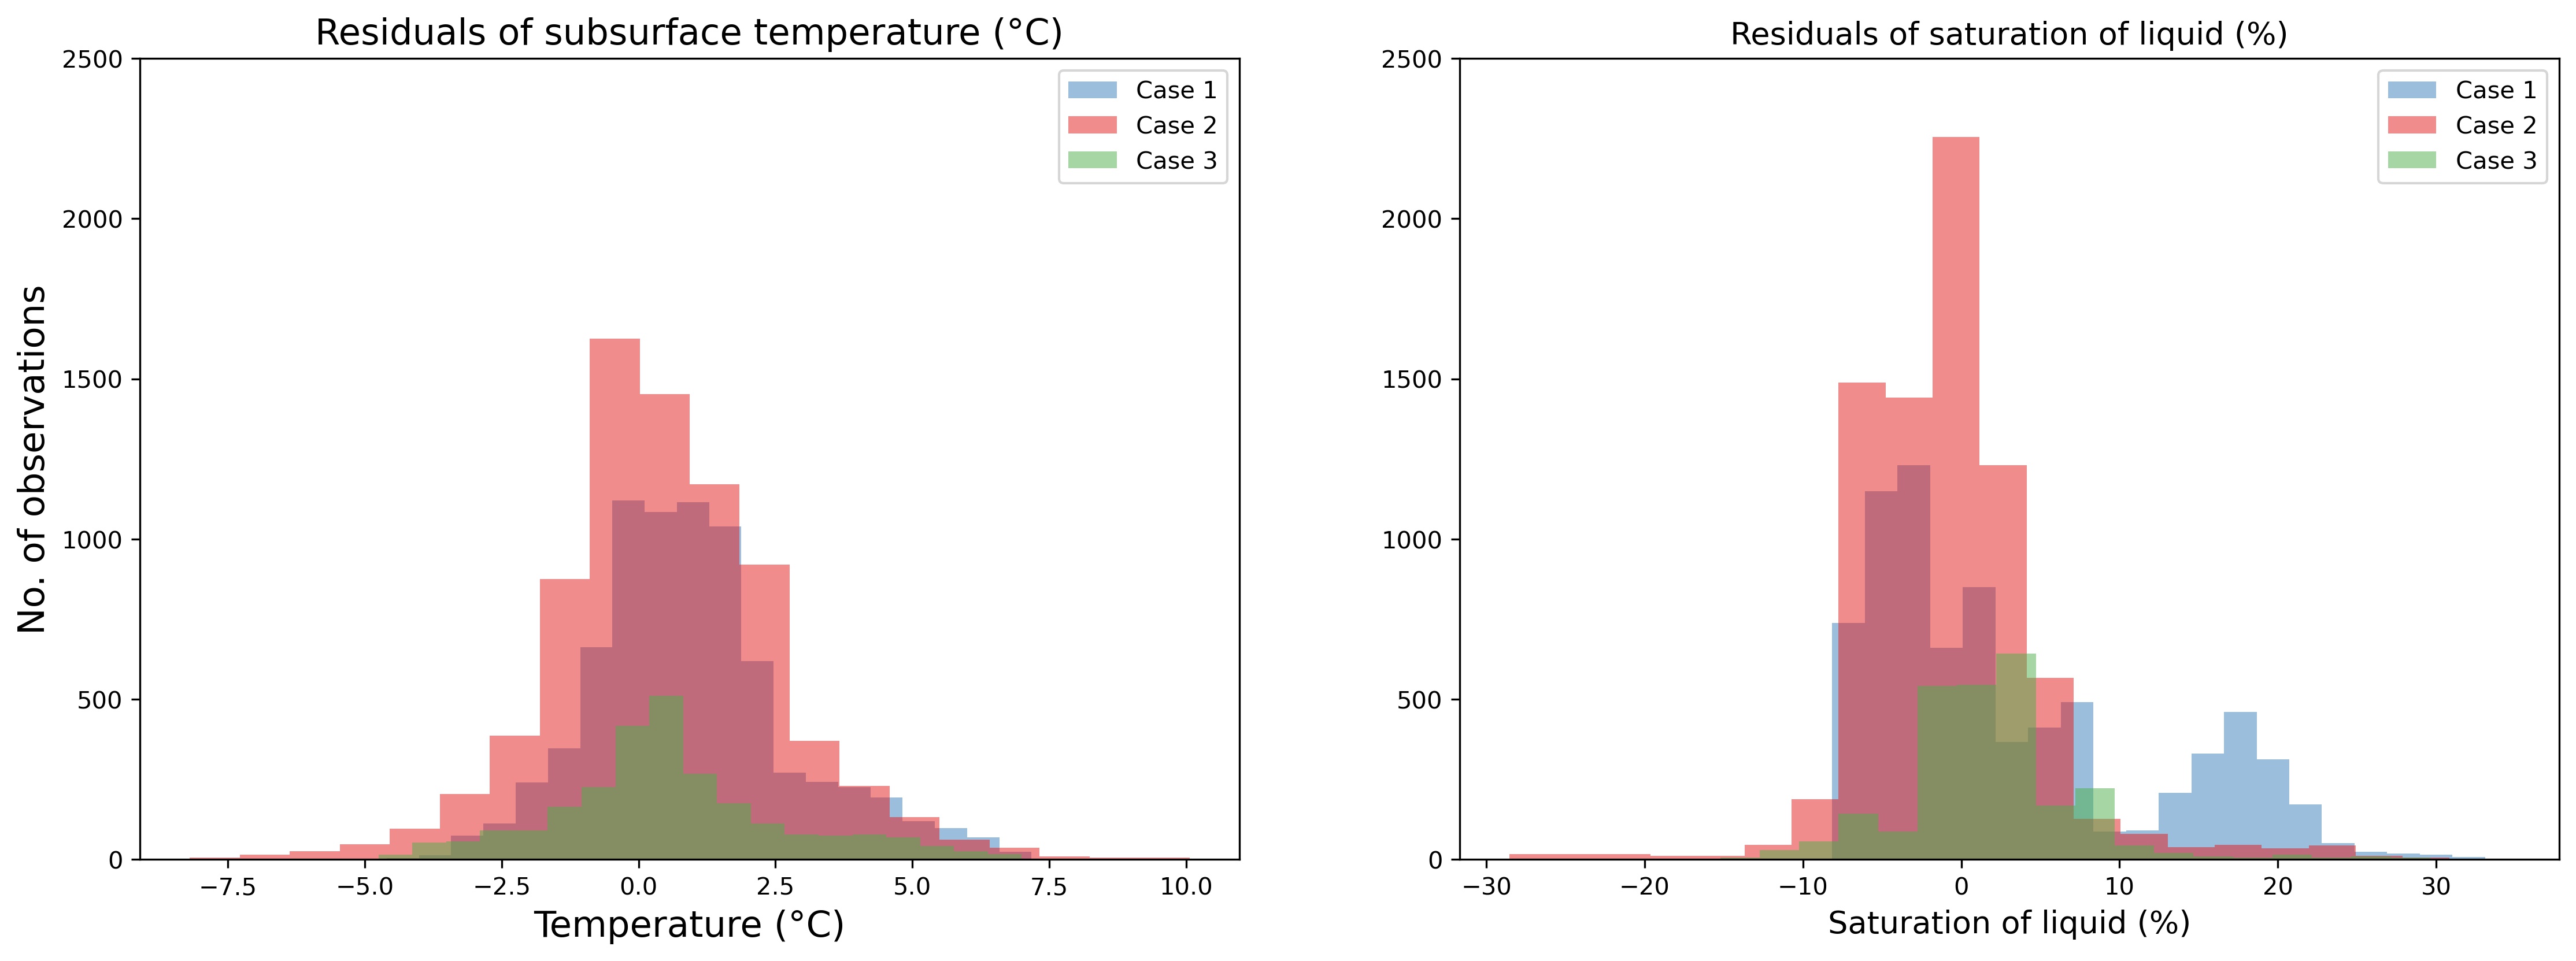 Residuals of subsurface temperature (°C)
2500
2000
1500
1000
500
0
No. of observations
Case 1
Case 2
Case 3
−7.5 −5.0 −2.5 0.0 2.5 5.0 7.5 10.0
Temperature (°C)
Residuals of saturation of liquid (%)
2500
2000
1500
1000
500
0
Case 1
Case 2
Case 3
−30 −20 −10 0 10 20 30
Saturation of liquid (%)